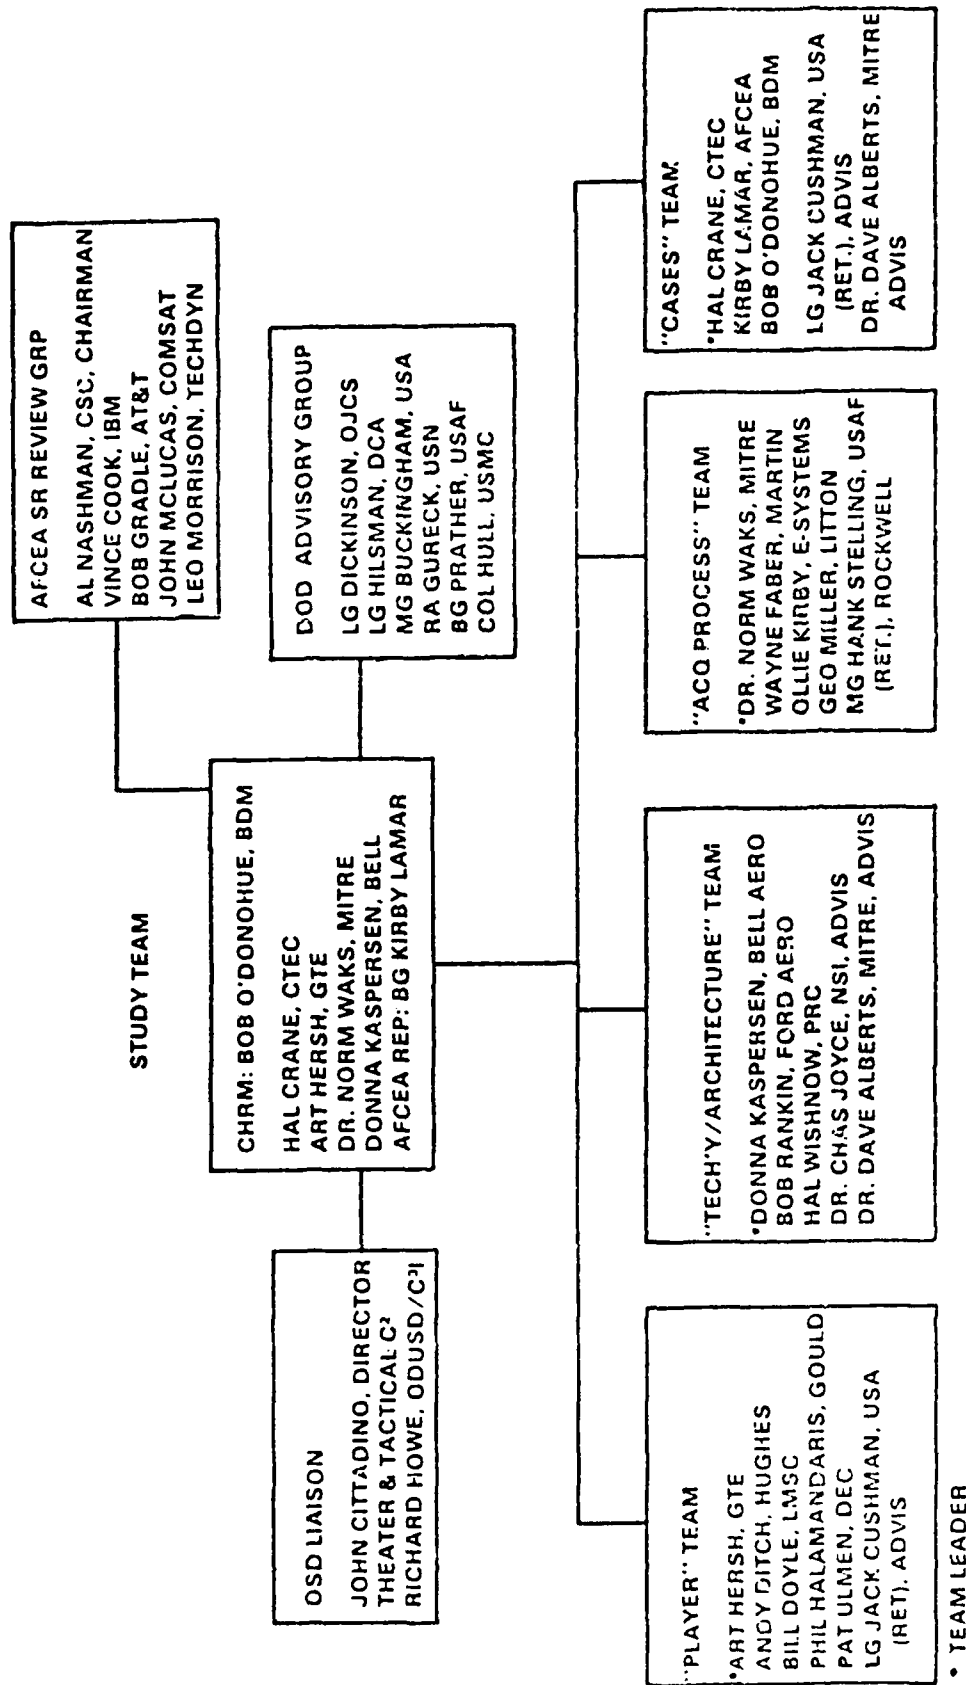 STUDY TEAM
AFCEA SR REVIEW GRP
AL NASHMAN, CSC, CHAIRMAN
VINCE COOK, IBM
BOB GRADLE, AT&T
JOHN MCLUCAS, COMSAT
LEO MORRISON, TECHDYN
CHRM: BOB O'DONOHUE, BDM
HAL CRANE, CTEC
ART HERSH, GTE
DR. NORM WAKS, MITRE
DONNA KASPERSEN, BELL
AFCEA REP: BG KIRBY LAMAR
OSD LIAISON
JOHN CITTADINO, DIRECTOR
THEATER & TACTICAL C²
RICHARD HOWE, ODUSD/C³I
DOD ADVISORY GROUP
LG DICKINSON, OJCS
LG HILSMAN, DCA
MG BUCKINGHAM, USA
RA GURECK, USN
BG PRATHER, USAF
COL HULL, USMC
"PLAYER" TEAM
*ART HERSH, GTE
ANDY DITCH, HUGHES
BILL DOYLE, LMSC
PHIL HALAMANDARIS, GOULD
PAT ULMEN, DEC
LG JACK CUSHMAN, USA
(RET), ADVIS
"TECH'Y/ARCHITECTURE" TEAM
*DONNA KASPERSEN, BELL AERO
BOB RANKIN, FORD AERO
HAL WISHNOW, PRC
DR. CHAS JOYCE, NSI, ADVIS
DR. DAVE ALBERTS, MITRE, ADVIS
"ACQ PROCESS" TEAM
*DR. NORM WAKS, MITRE
WAYNE FABER, MARTIN
OLLIE KIRBY, E-SYSTEMS
GEO MILLER, LITTON
MG HANK STELLING, USAF
(RET.), ROCKWELL
"CASES" TEAM
*HAL CRANE, CTEC
KIRBY LAMAR, AFCEA
BOB O'DONOHUE, BDM
LG JACK CUSHMAN, USA
(RET.), ADVIS
DR. DAVE ALBERTS, MITRE
ADVIS
* TEAM LEADER